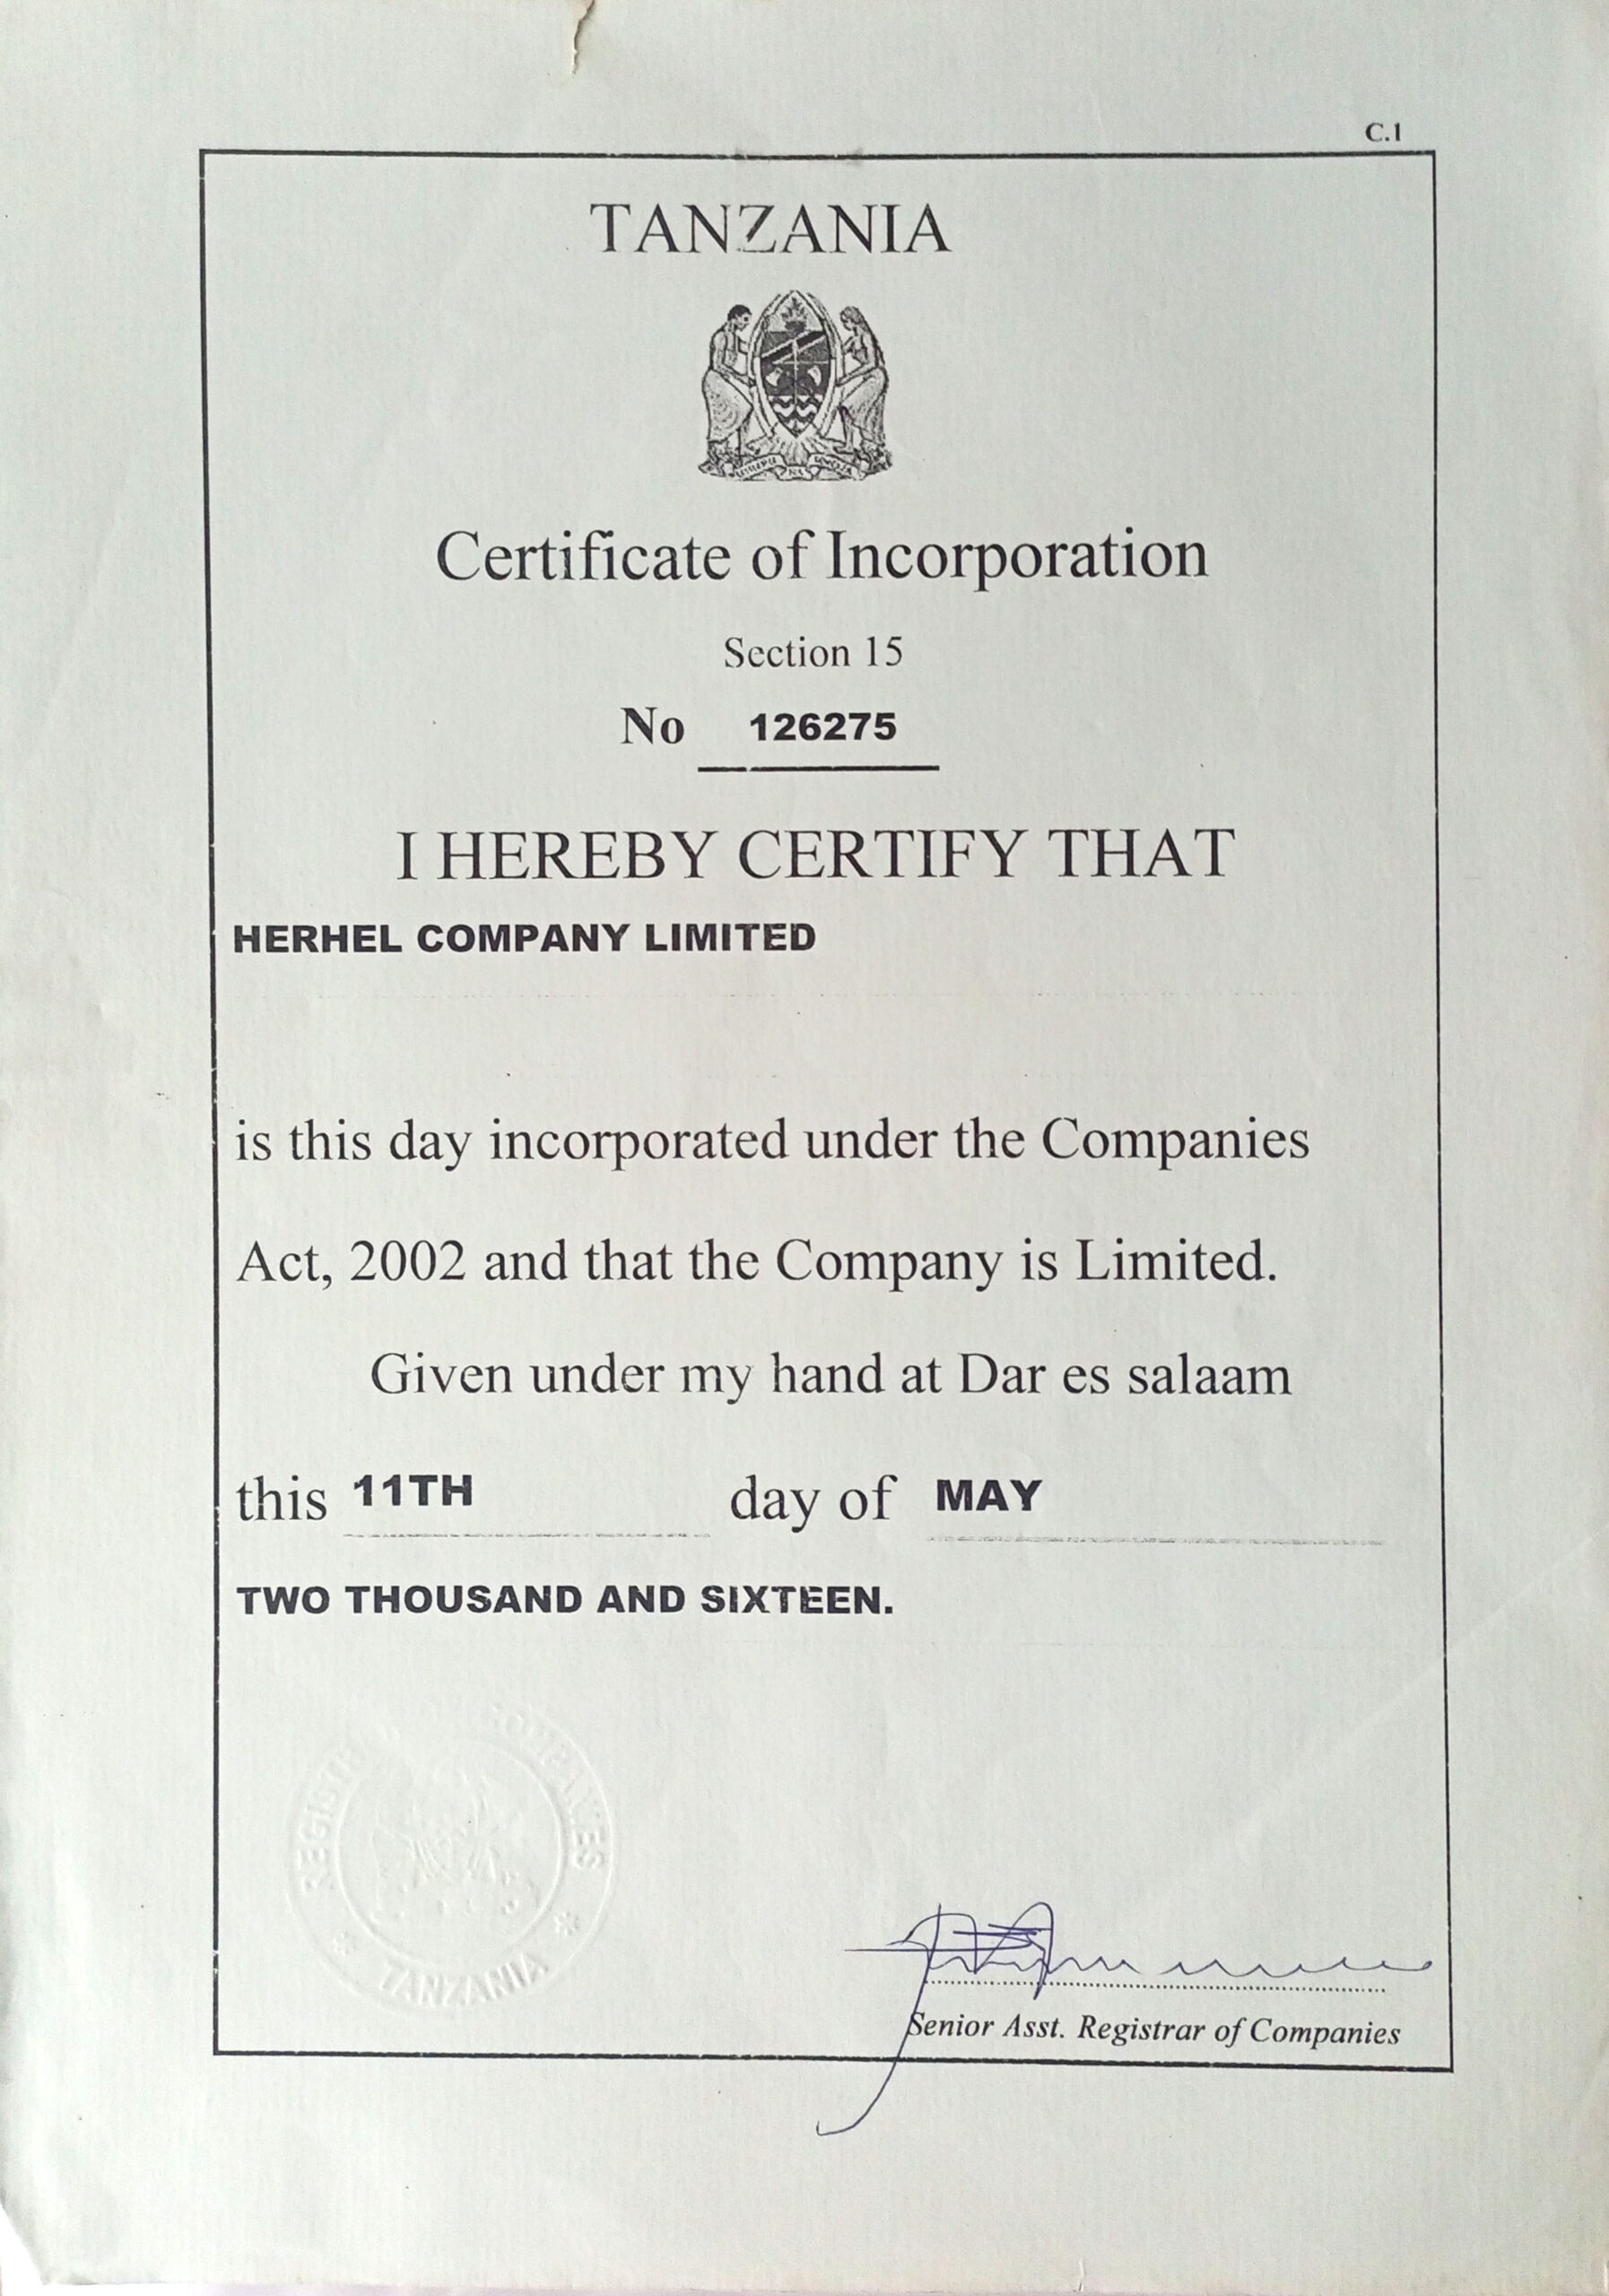 C.1
TANZANIA
Certificate of Incorporation
Section 15
No 126275
I HEREBY CERTIFY THAT
HERHEL COMPANY LIMITED
is this day incorporated under the Companies
Act, 2002 and that the Company is Limited.
Given under my hand at Dar es salaam
this 11TH day of MAY
TWO THOUSAND AND SIXTEEN.
COMPANIES
TANZANIA
Senior Asst. Registrar of Companies